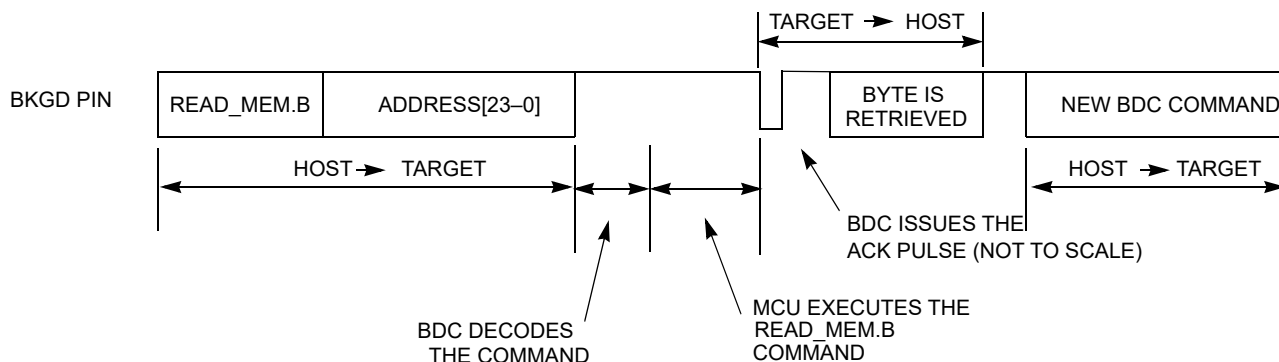 TARGET → HOST
BKGD PIN
READ_MEM.B
ADDRESS[23–0]
BYTE IS
RETRIEVED
NEW BDC COMMAND
HOST → TARGET
HOST → TARGET
BDC ISSUES THE
ACK PULSE (NOT TO SCALE)
BDC DECODES
THE COMMAND
MCU EXECUTES THE
READ_MEM.B
COMMAND